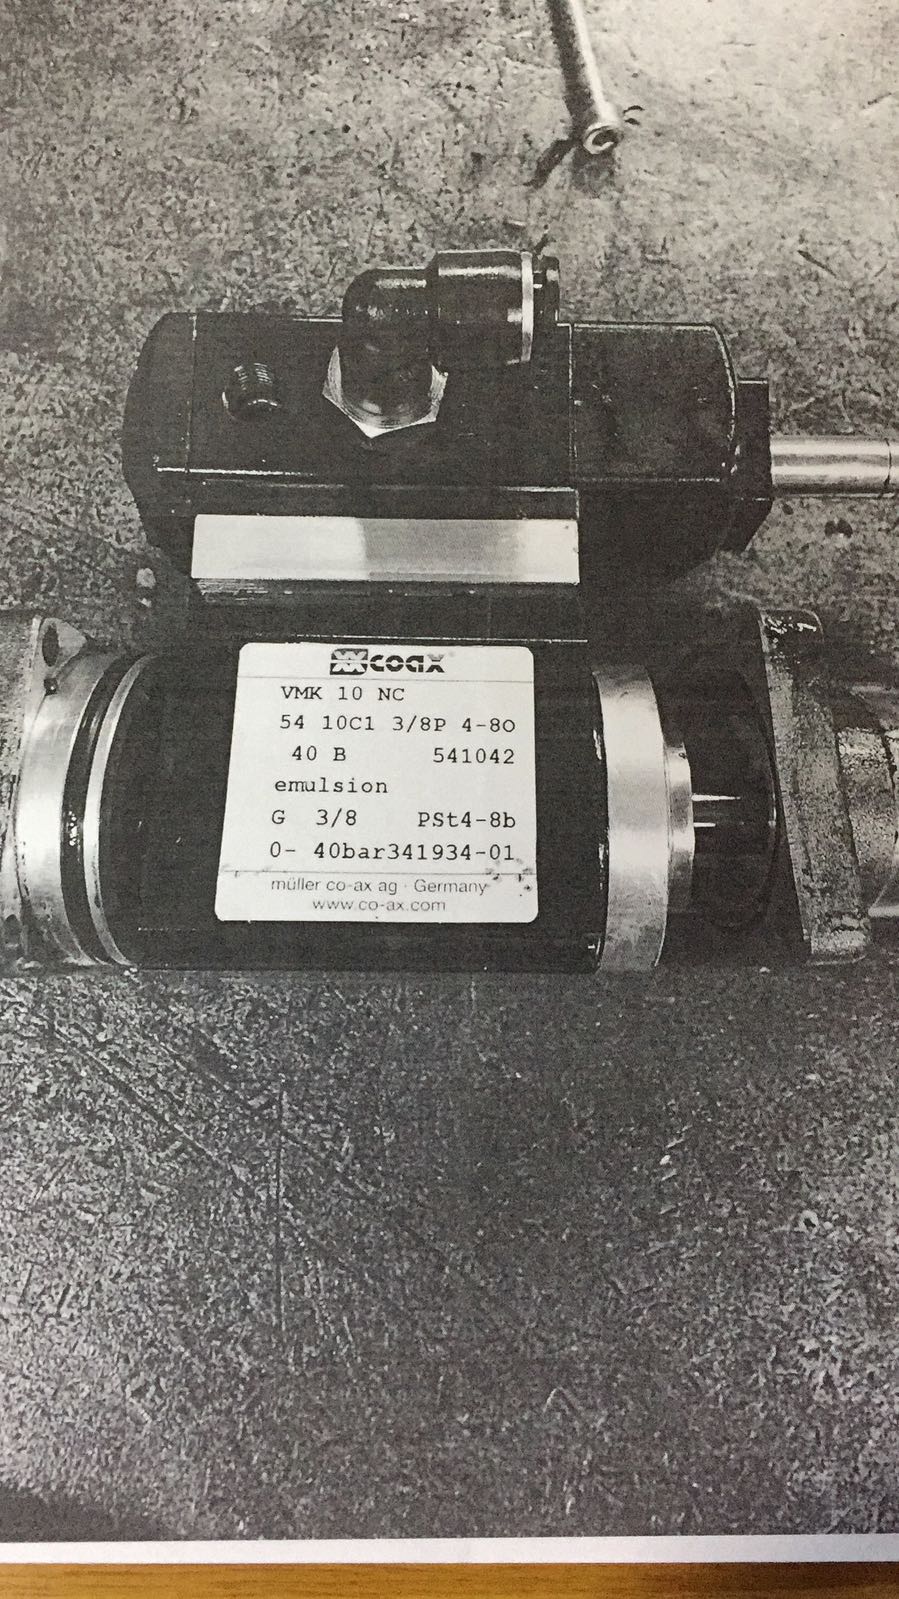 coax
VMK 10 NC
54 10C1 3/8P 4-8O
40 B 541042
emulsion
G 3/8 PSt4-8b
0- 40bar341934-01
müller co-ax ag · Germany
www.co-ax.com